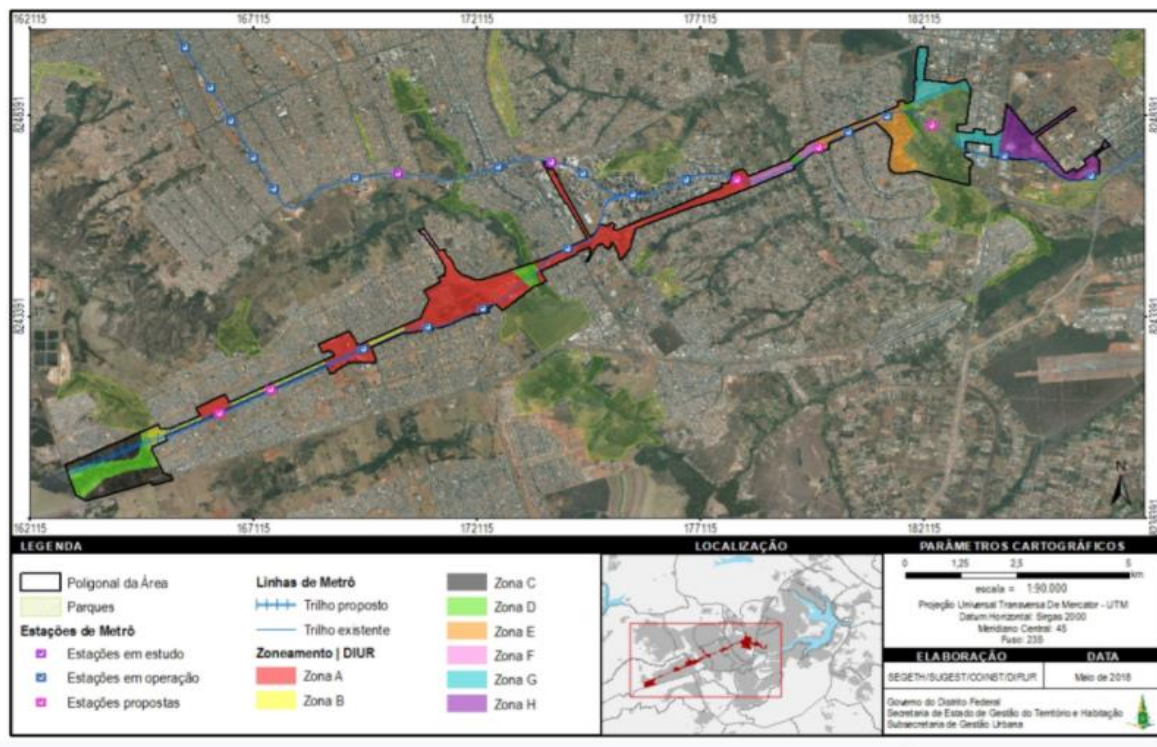 162115 167115 172115 177115 182115
8248391 8248391
8243391 8243391
N
8238391
162115 167115 172115 177115 182115
LEGENDA
Poligonal da Área
Parques
Estações de Metrô
Estações em estudo
Estações em operação
Estações propostas
Linhas de Metrô
Trilho proposto
Trilho existente
Zoneamento | DIUR
Zona A
Zona B
Zona C
Zona D
Zona E
Zona F
Zona G
Zona H
LOCALIZAÇÃO
PARÂMETROS CARTOGRÁFICOS
0 1,25 2,5 5
km
escala = 1:90.000
Projeção Universal Transversa De Mercator - UTM
Datum Horizontal: Sirgas 2000
Meridiano Central: 45
Fuso: 23S
ELABORAÇÃO DATA
SEGETH/SUGEST/COINST/DIRUR Maio de 2018
Governo do Distrito Federal
Secretaria de Estado de Gestão do Território e Habitação
Subsecretaria de Gestão Urbana